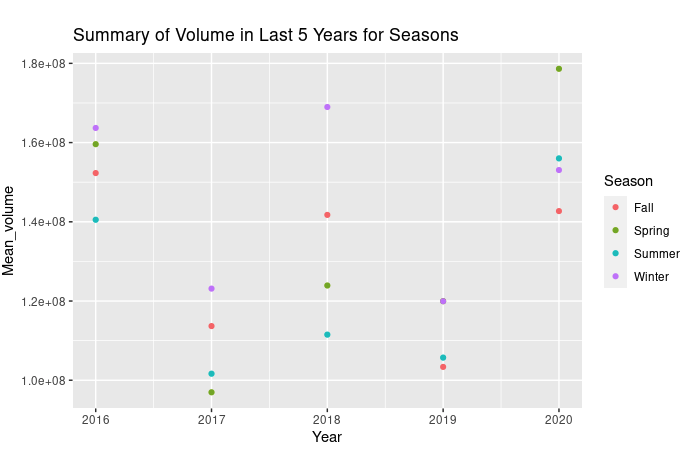 Summary of Volume in Last 5 Years for Seasons
Mean_volume
1.8e+08
1.6e+08
1.4e+08
1.2e+08
1.0e+08
2016 2017 2018 2019 2020
Year
Season
Fall
Spring
Summer
Winter